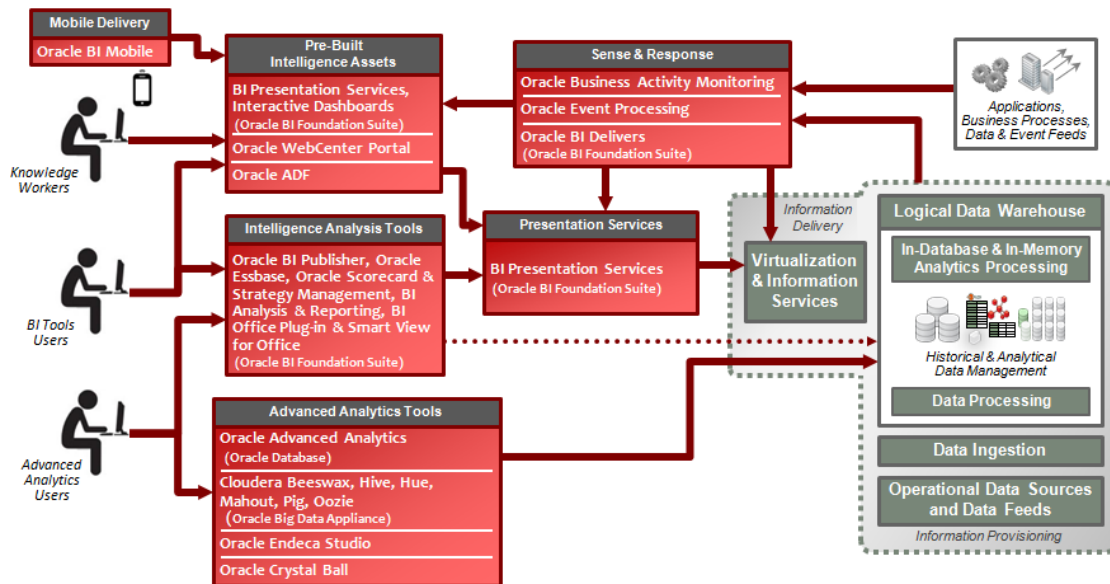 Mobile Delivery
Oracle BI Mobile
Knowledge
Workers
BI Tools
Users
Advanced
Analytics
Users
Pre-Built
Intelligence Assets
BI Presentation Services,
Interactive Dashboards
(Oracle BI Foundation Suite)
Oracle WebCenter Portal
Oracle ADF
Intelligence Analysis Tools
Oracle BI Publisher, Oracle
Essbase, Oracle Scorecard &
Strategy Management, BI
Analysis & Reporting, BI
Office Plug-in & Smart View
for Office
(Oracle BI Foundation Suite)
Advanced Analytics Tools
Oracle Advanced Analytics
(Oracle Database)
Cloudera Beeswax, Hive, Hue,
Mahout, Pig, Oozie
(Oracle Big Data Appliance)
Oracle Endeca Studio
Oracle Crystal Ball
Sense & Response
Oracle Business Activity Monitoring
Oracle Event Processing
Oracle BI Delivers
(Oracle BI Foundation Suite)
Presentation Services
BI Presentation Services
(Oracle BI Foundation Suite)
Information
Delivery
Virtualization
& Information
Services
Applications,
Business Processes,
Data & Event Feeds
Logical Data Warehouse
In-Database & In-Memory
Analytics Processing
Historical & Analytical
Data Management
Data Processing
Data Ingestion
Operational Data Sources
and Data Feeds
Information Provisioning